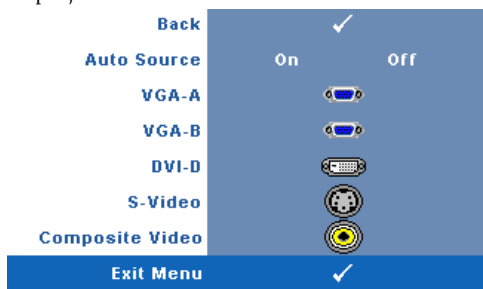 Back
Auto Source On Off
VGA-A
VGA-B
DVI-D
S-Video
Composite Video
Exit Menu